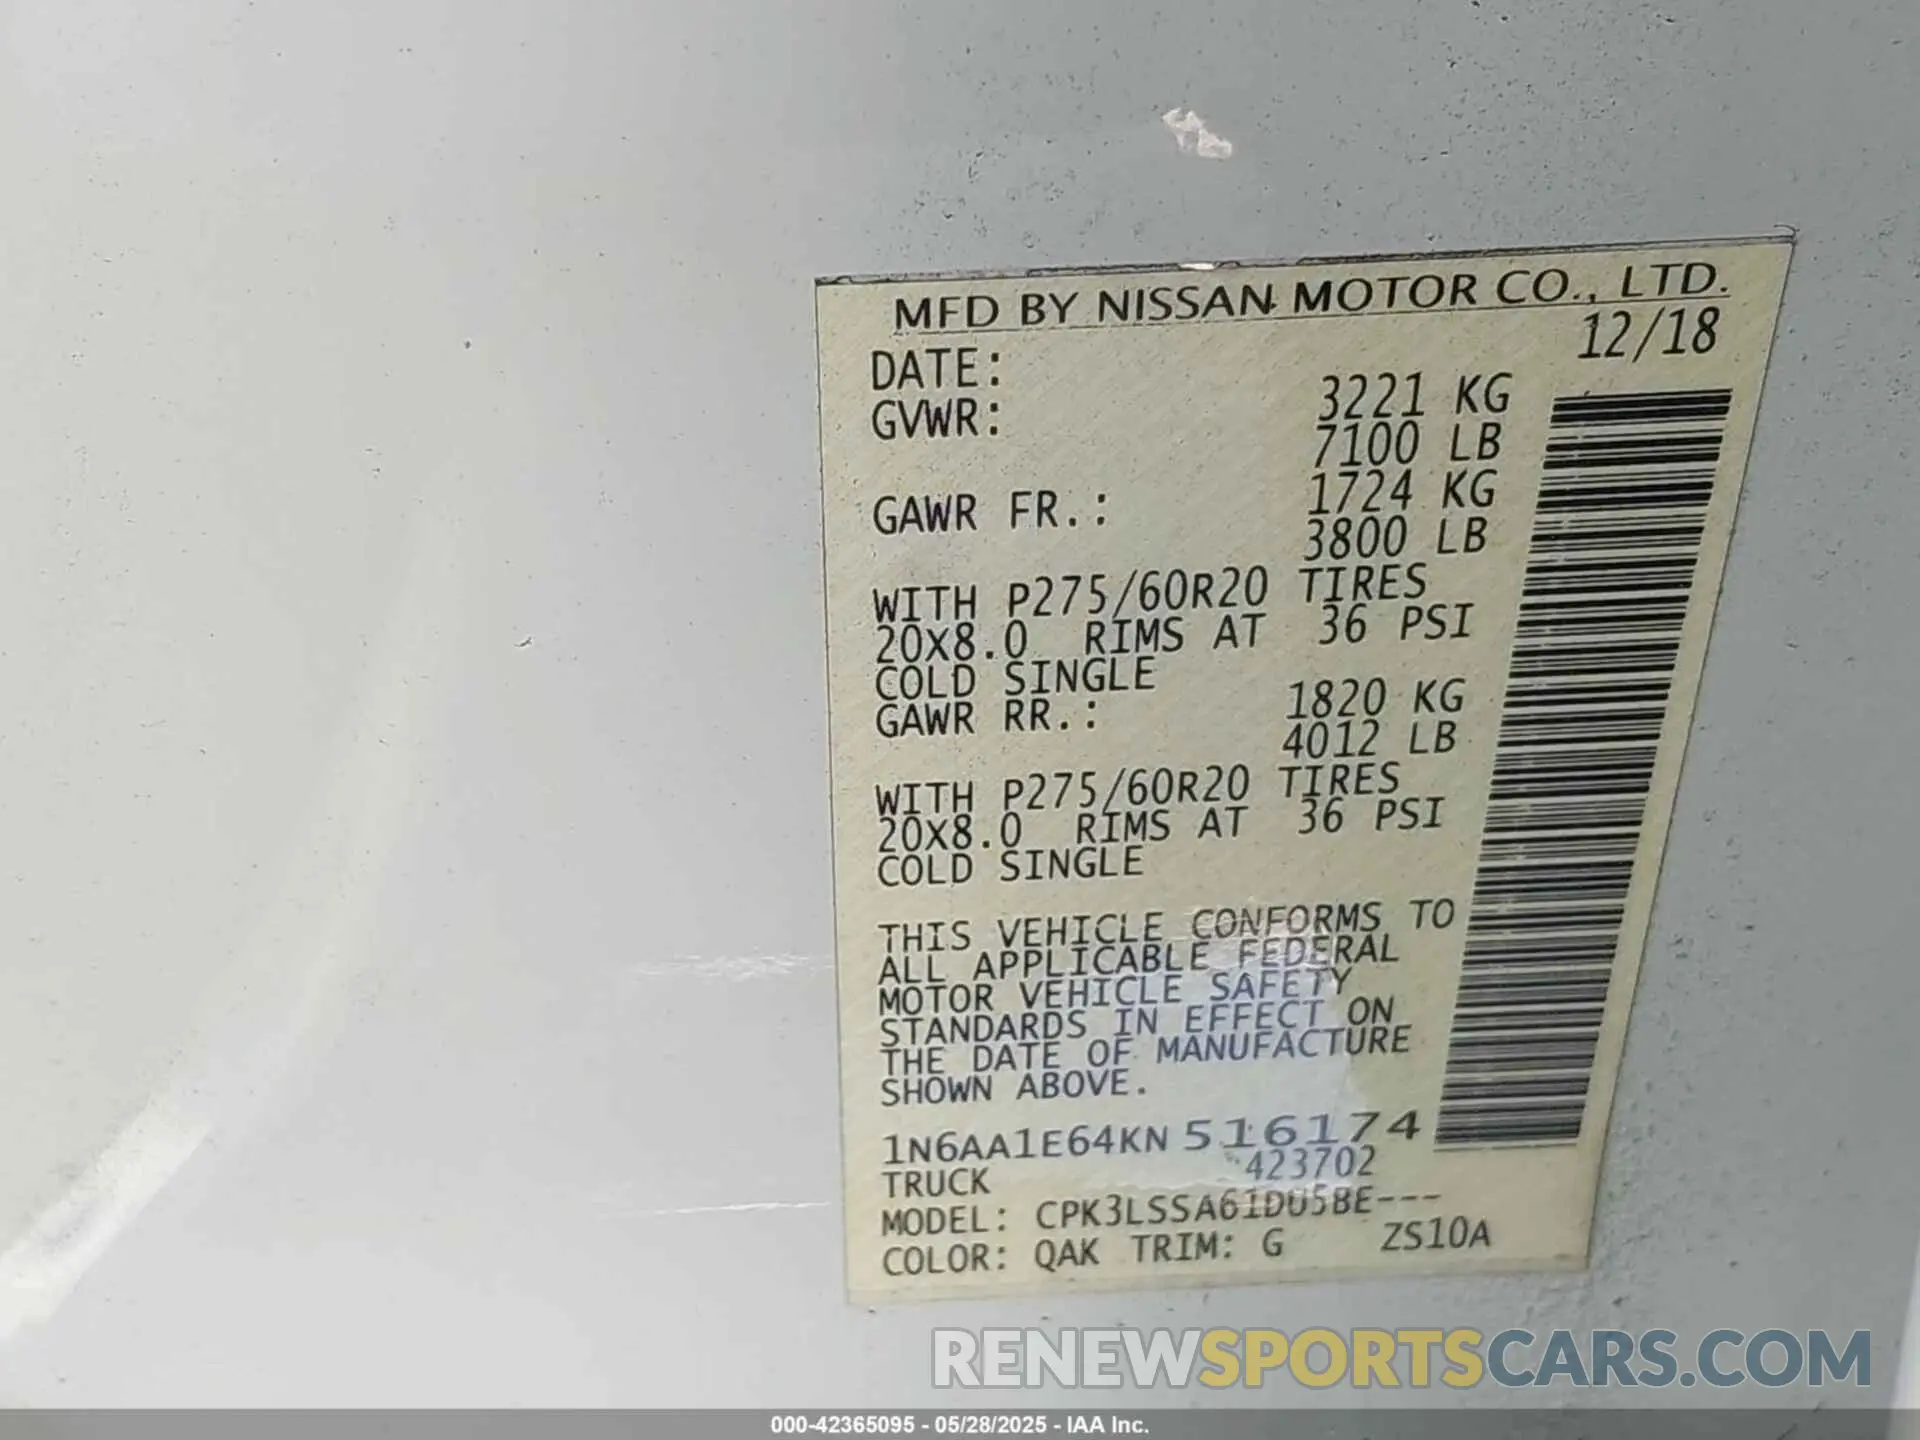 MFD BY NISSAN MOTOR CO., LTD.
DATE: 12/18
GVWR: 3221 KG
7100 LB
GAWR FR.: 1724 KG
3800 LB
WITH P275/60R20 TIRES
20X8.0 RIMS AT 36 PSI
COLD SINGLE
GAWR RR.: 1820 KG
4012 LB
WITH P275/60R20 TIRES
20X8.0 RIMS AT 36 PSI
COLD SINGLE
THIS VEHICLE CONFORMS TO
ALL APPLICABLE FEDERAL
MOTOR VEHICLE SAFETY
STANDARDS IN EFFECT ON
THE DATE OF MANUFACTURE
SHOWN ABOVE.
1N6AA1E64KN516174
TRUCK 423702
MODEL: CPK3LSSA61DU5BE---
COLOR: QAK TRIM: G ZS10A
RENEWSPORTSCARS.COM
000-42365095 - 05/28/2025 - IAA Inc.